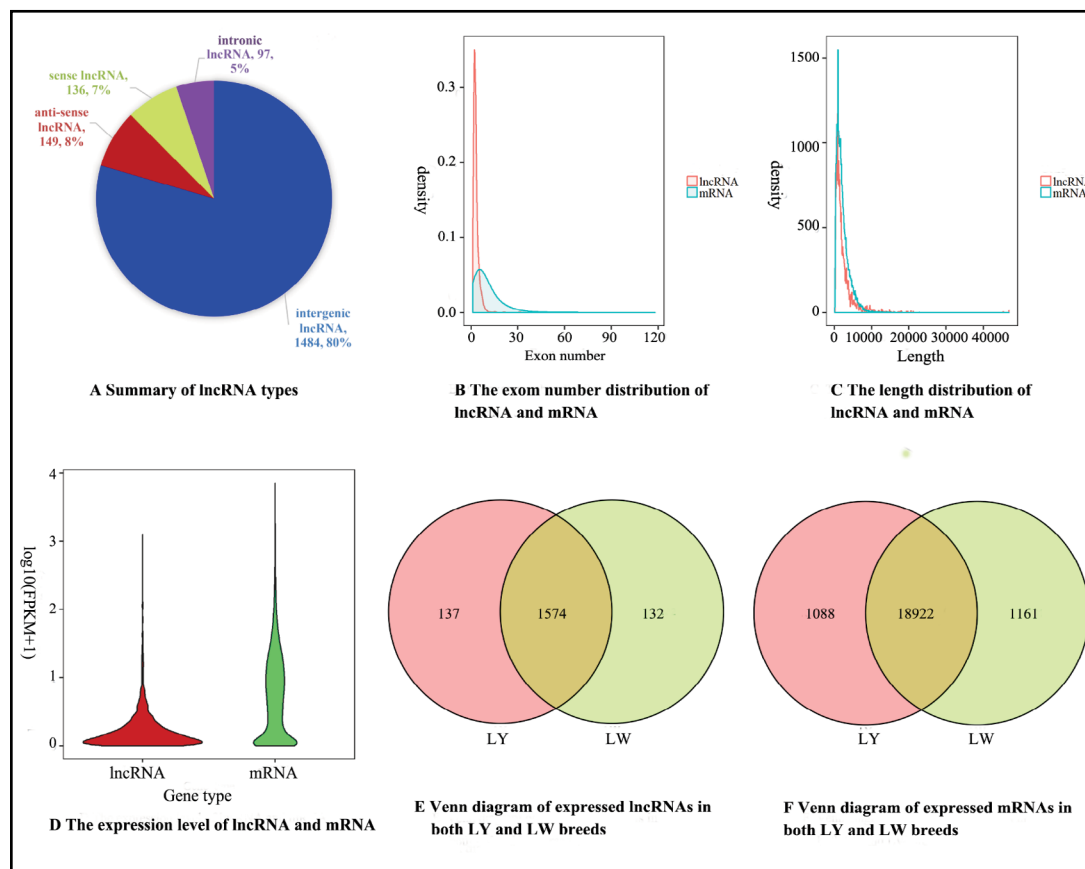 intronic
lncRNA, 97,
5%
sense lncRNA,
136, 7%
anti-sense
lncRNA,
149, 8%
intergenic
lncRNA,
1484, 80%
A Summary of lncRNA types
density
0.3
0.2
0.1
0.0
0 30 60 90 120
Exon number
lncRNA
mRNA
B The exom number distribution of
lncRNA and mRNA
density
1500
1000
500
0
0 10000 20000 30000 40000
Length
lncRNA
mRNA
C The length distribution of
lncRNA and mRNA
log10(FPKM+1)
4
3
2
1
0
lncRNA mRNA
Gene type
D The expression level of lncRNA and mRNA
137 1574 132
LY LW
E Venn diagram of expressed lncRNAs in
both LY and LW breeds
1088 18922 1161
LY LW
F Venn diagram of expressed mRNAs in
both LY and LW breeds